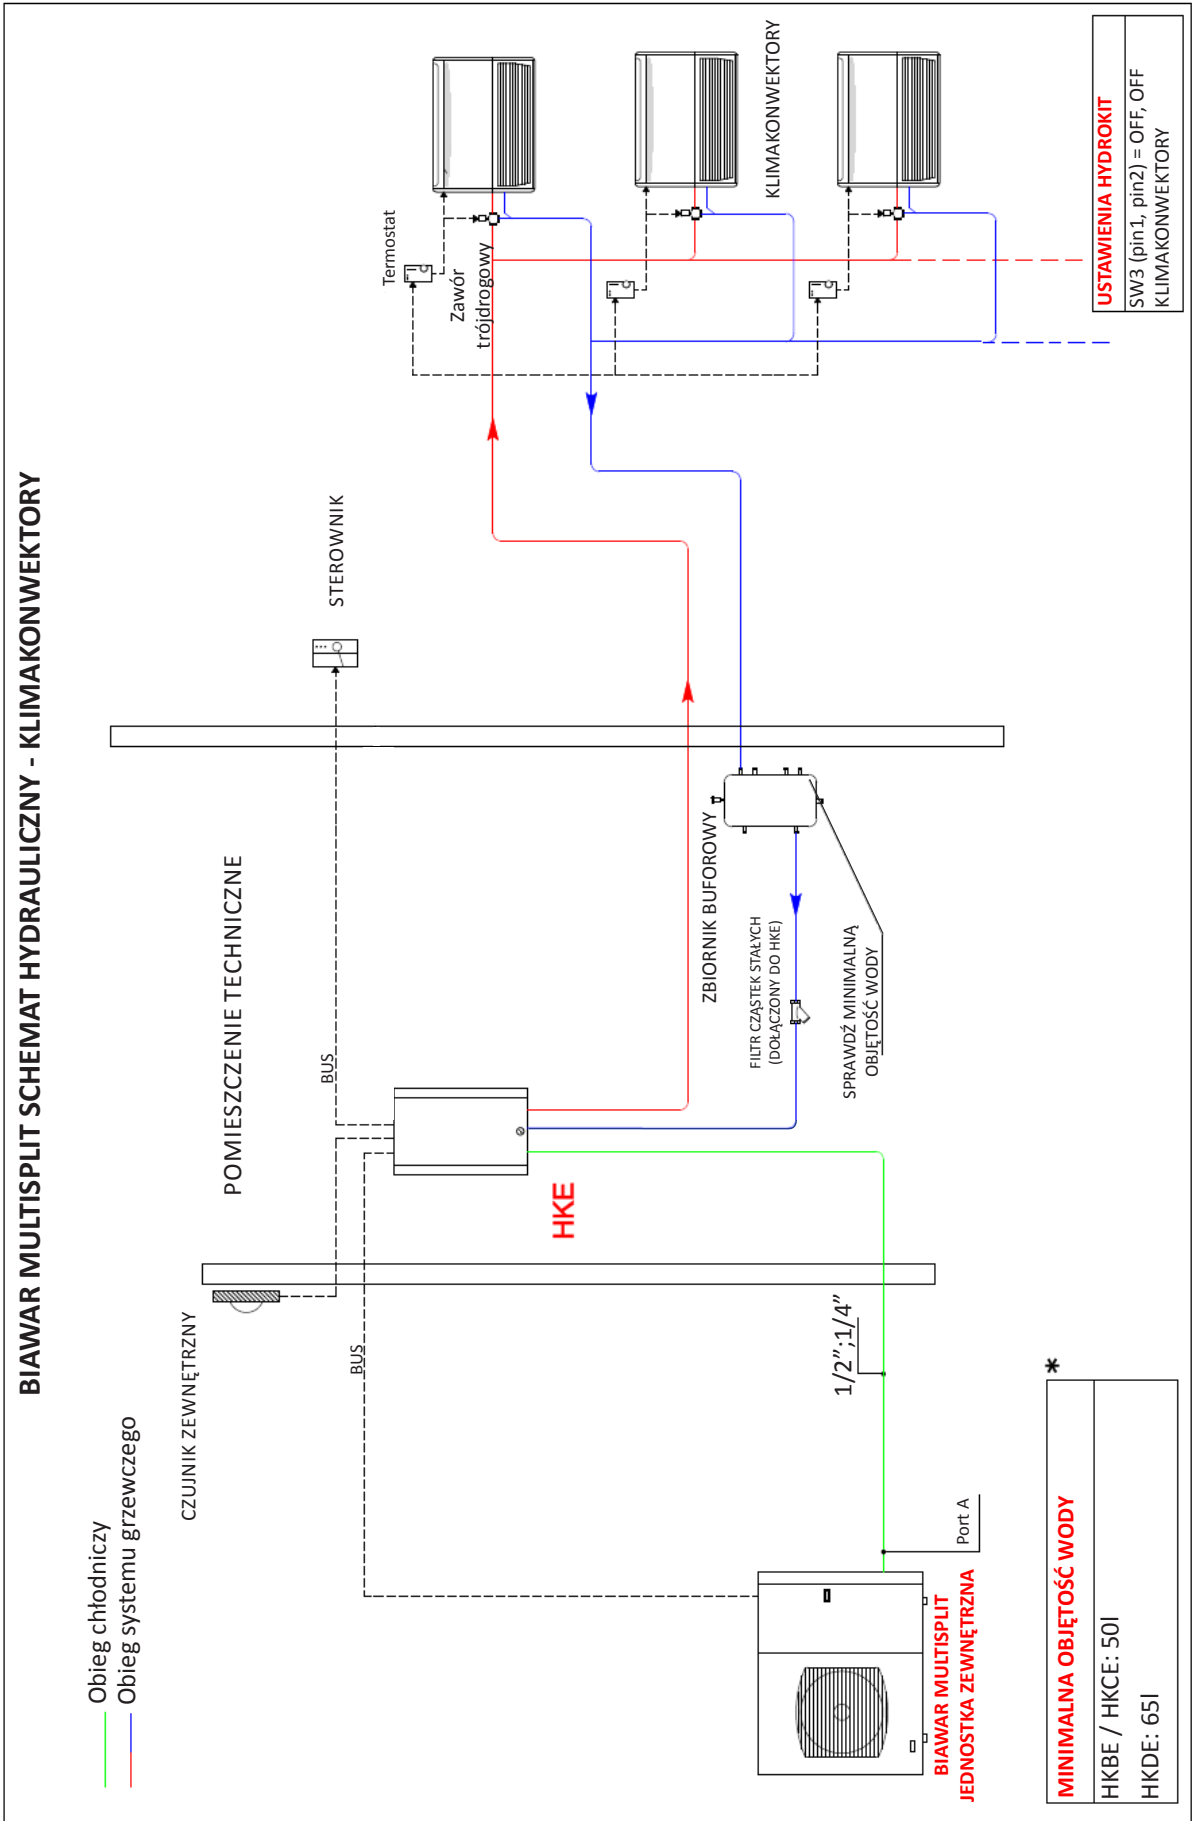 BIAWAR MULTISPLIT SCHEMAT HYDRAULICZNY - KLIMAKONWEKTORY
Obieg chłodniczy
Obieg systemu grzewczego
CZUJNIK ZEWNĘTRZNY
POMIESZCZENIE TECHNICZNE
STEROWNIK
BUS
BUS
Termostat
Zawór
trójdrogowy
KLIMAKONWEKTORY
HKE
ZBIORNIK BUFOROWY
FILTR CZĄSTEK STAŁYCH
(DOŁĄCZONY DO HKE)
SPRAWDŹ MINIMALNĄ
OBJĘTOŚĆ WODY
1/2”;1/4”
Port A
BIAWAR MULTISPLIT
JEDNOSTKA ZEWNĘTRZNA
MINIMALNA OBJĘTOŚĆ WODY
*
HKBE / HKCE: 50l
HKDE: 65l
USTAWIENIA HYDROKIT
SW3 (pin1, pin2) = OFF, OFF
KLIMAKONWEKTORY